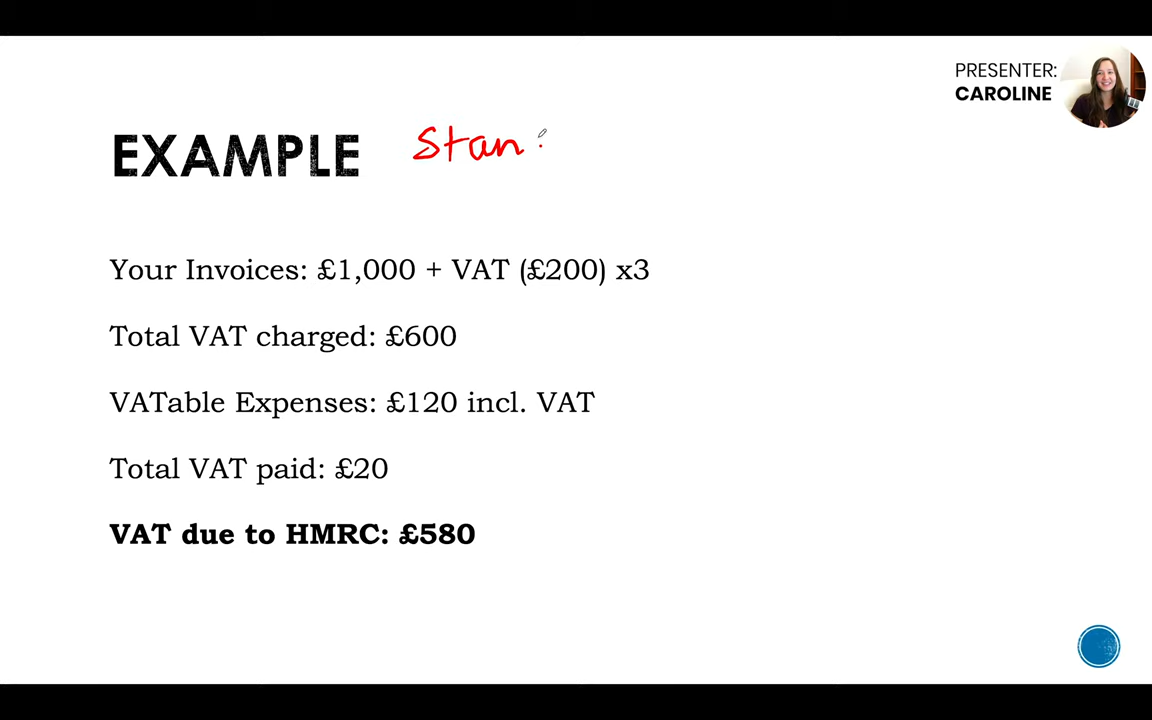 PRESENTER:
CAROLINE
EXAMPLE Stan
Your Invoices: £1,000 + VAT (£200) x3
Total VAT charged: £600
VATable Expenses: £120 incl. VAT
Total VAT paid: £20
VAT due to HMRC: £580